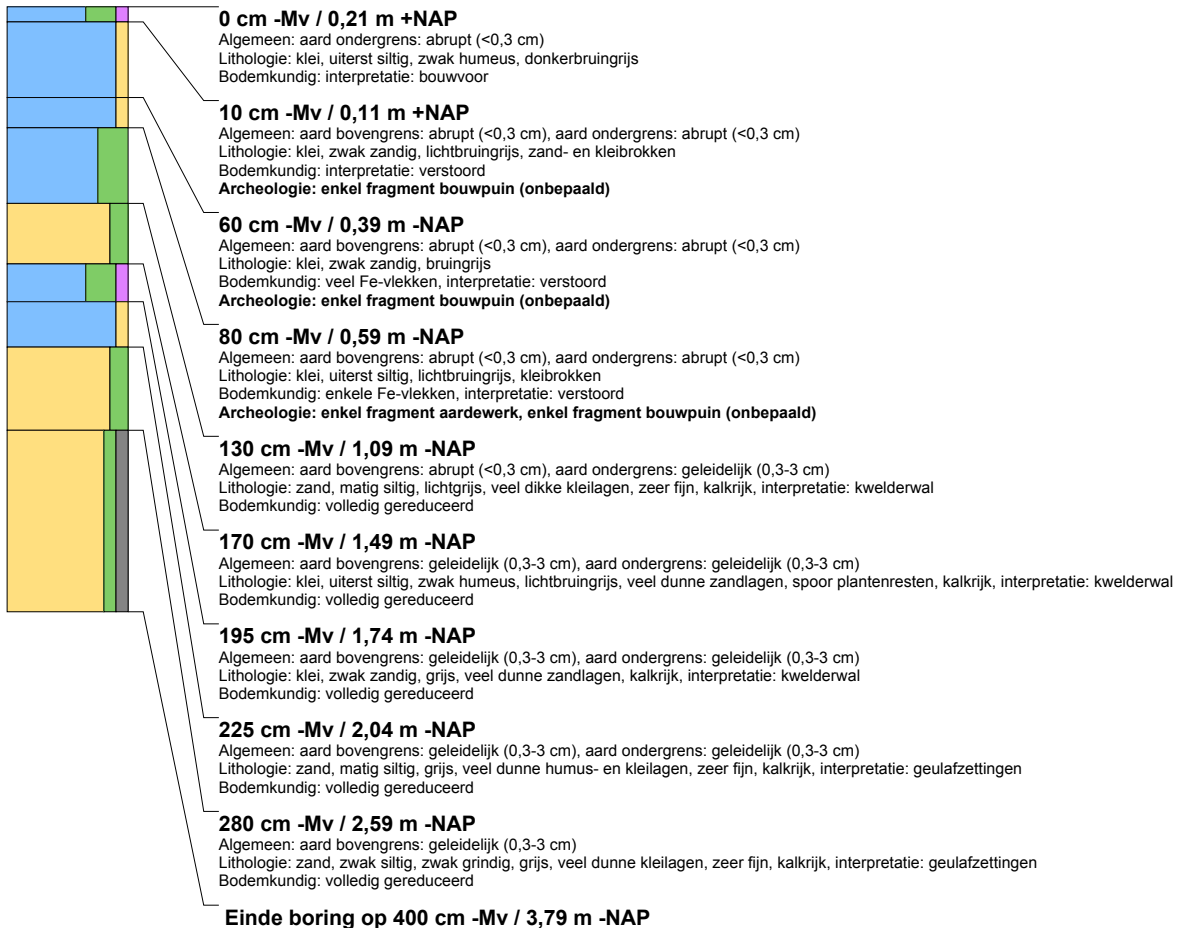 0 cm -Mv / 0,21 m +NAP
Algemeen: aard ondergrens: abrupt (<0,3 cm)
Lithologie: klei, uiterst siltig, zwak humeus, donkerbruingrijs
Bodemkundig: interpretatie: bouwvoor
10 cm -Mv / 0,11 m +NAP
Algemeen: aard bovengrens: abrupt (<0,3 cm), aard ondergrens: abrupt (<0,3 cm)
Lithologie: klei, zwak zandig, lichtbruingrijs, zand- en kleibrokken
Bodemkundig: interpretatie: verstoord
Archeologie: enkel fragment bouwpuin (onbepaald)
60 cm -Mv / 0,39 m -NAP
Algemeen: aard bovengrens: abrupt (<0,3 cm), aard ondergrens: abrupt (<0,3 cm)
Lithologie: klei, zwak zandig, bruingrijs
Bodemkundig: veel Fe-vlekken, interpretatie: verstoord
Archeologie: enkel fragment bouwpuin (onbepaald)
80 cm -Mv / 0,59 m -NAP
Algemeen: aard bovengrens: abrupt (<0,3 cm), aard ondergrens: abrupt (<0,3 cm)
Lithologie: klei, uiterst siltig, lichtbruingrijs, kleibrokken
Bodemkundig: enkele Fe-vlekken, interpretatie: verstoord
Archeologie: enkel fragment aardewerk, enkel fragment bouwpuin (onbepaald)
130 cm -Mv / 1,09 m -NAP
Algemeen: aard bovengrens: abrupt (<0,3 cm), aard ondergrens: geleidelijk (0,3-3 cm)
Lithologie: zand, matig siltig, lichtgrijs, veel dikke kleilagen, zeer fijn, kalkrijk, interpretatie: kwelderwal
Bodemkundig: volledig gereduceerd
170 cm -Mv / 1,49 m -NAP
Algemeen: aard bovengrens: geleidelijk (0,3-3 cm), aard ondergrens: geleidelijk (0,3-3 cm)
Lithologie: klei, uiterst siltig, zwak humeus, lichtbruingrijs, veel dunne zandlagen, spoor plantenresten, kalkrijk, interpretatie: kwelderwal
Bodemkundig: volledig gereduceerd
195 cm -Mv / 1,74 m -NAP
Algemeen: aard bovengrens: geleidelijk (0,3-3 cm), aard ondergrens: geleidelijk (0,3-3 cm)
Lithologie: klei, zwak zandig, grijs, veel dunne zandlagen, kalkrijk, interpretatie: kwelderwal
Bodemkundig: volledig gereduceerd
225 cm -Mv / 2,04 m -NAP
Algemeen: aard bovengrens: geleidelijk (0,3-3 cm), aard ondergrens: geleidelijk (0,3-3 cm)
Lithologie: zand, matig siltig, grijs, veel dunne humus- en kleilagen, zeer fijn, kalkrijk, interpretatie: geulafzettingen
Bodemkundig: volledig gereduceerd
280 cm -Mv / 2,59 m -NAP
Algemeen: aard bovengrens: geleidelijk (0,3-3 cm)
Lithologie: zand, zwak siltig, zwak grindig, grijs, veel dunne kleilagen, zeer fijn, kalkrijk, interpretatie: geulafzettingen
Bodemkundig: volledig gereduceerd
Einde boring op 400 cm -Mv / 3,79 m -NAP